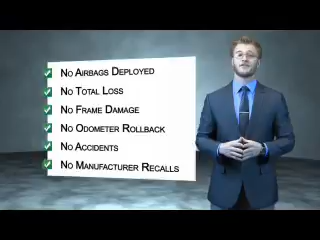 No Airbags Deployed
No Total Loss
No Frame Damage
No Odometer Rollback
No Accidents
No Manufacturer Recalls